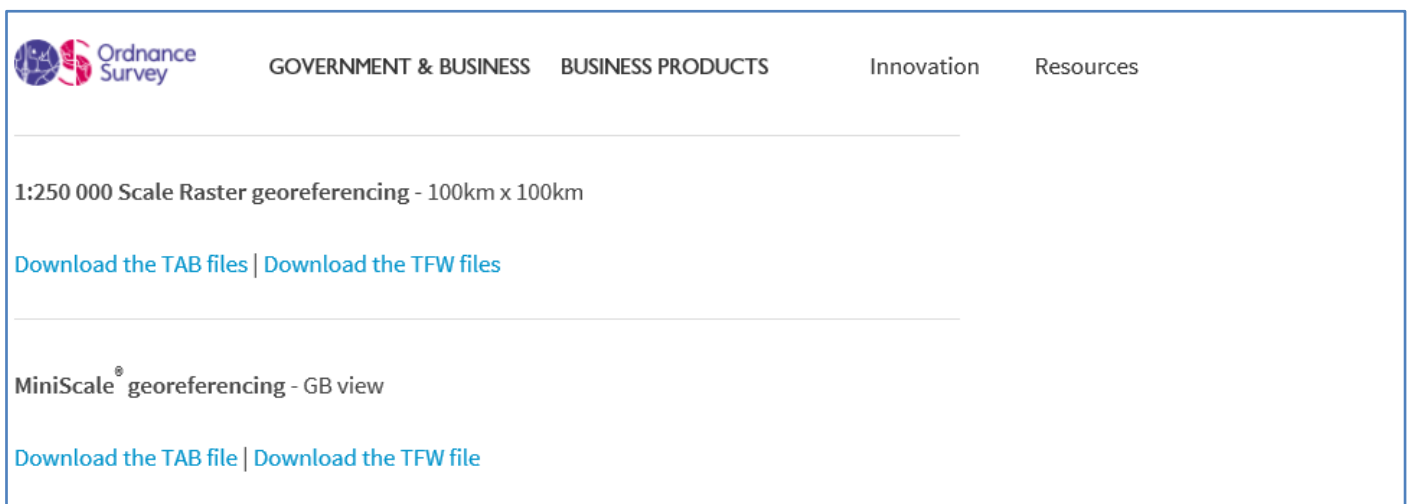 Ordnance
Survey
GOVERNMENT & BUSINESS BUSINESS PRODUCTS Innovation Resources
1:250 000 Scale Raster georeferencing - 100km x 100km
Download the TAB files | Download the TFW files
MiniScale® georeferencing - GB view
Download the TAB file | Download the TFW file